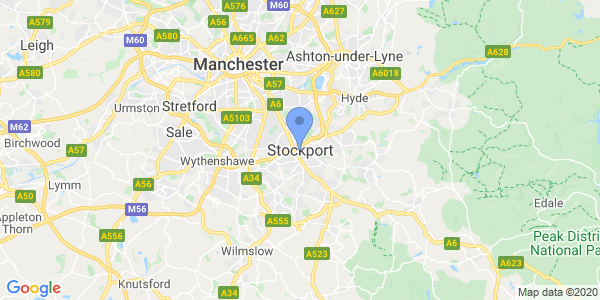 A579
A576
M60
A627
A580
A56
Leigh
M60
A665
A62
Ashton-under-Lyne
A628
A580
Manchester
A6018
A57
Urmston
Stretford
A6
Hyde
A5103
M62
Sale
Birchwood
A57
Stockport
Wythenshawe
A34
Lymm
A56
A50
M56
Edale
Appleton
Thorn
A555
A556
Peak Distri
National Pa
A6
Wilmslow
A523
A623
Knutsford
A34
Google
Map data ©2020